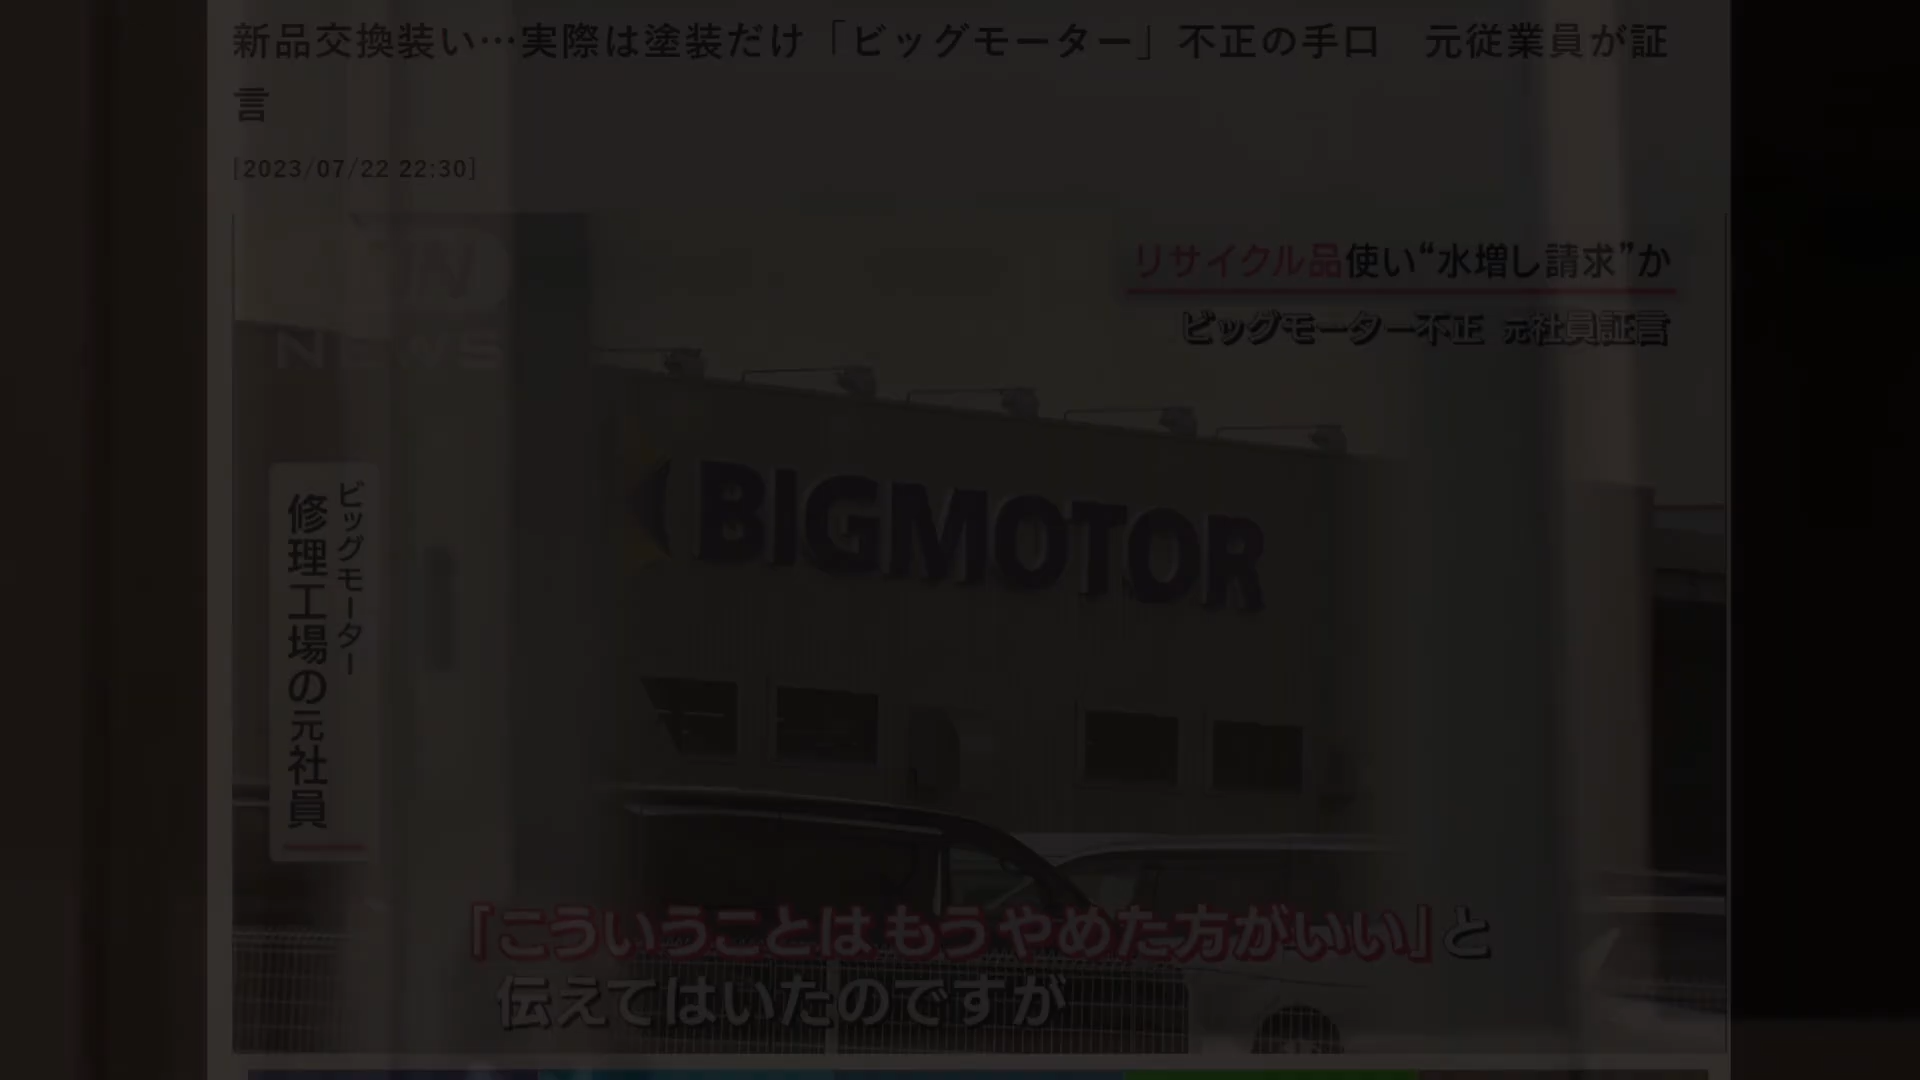 新品交換装い…実際は塗装だけ「ビッグモーター」不正の手口 元従業員が証
言
[2023/07/22 22:30]
NEWS
リサイクル品使い“水増し請求”か
ビッグモーター不正 元社員証言
BIGMOTOR
ビッグモーター
修理工場の元社員
「こういうことはもうやめた方がいい」と
伝えてはいたのですが